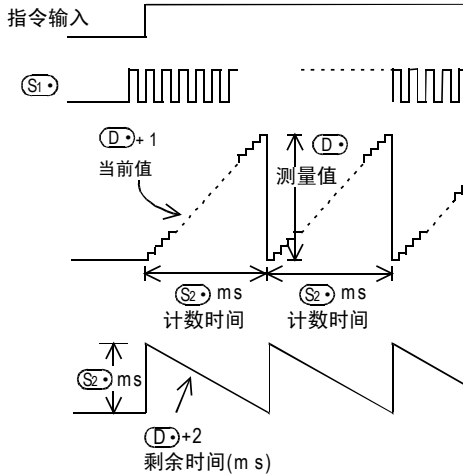 指令输入
S1•
D•+ 1
当前值
D•
测量值
S2• ms
计数时间
S2• ms
计数时间
S2• ms
D•+2
剩余时间(ms)